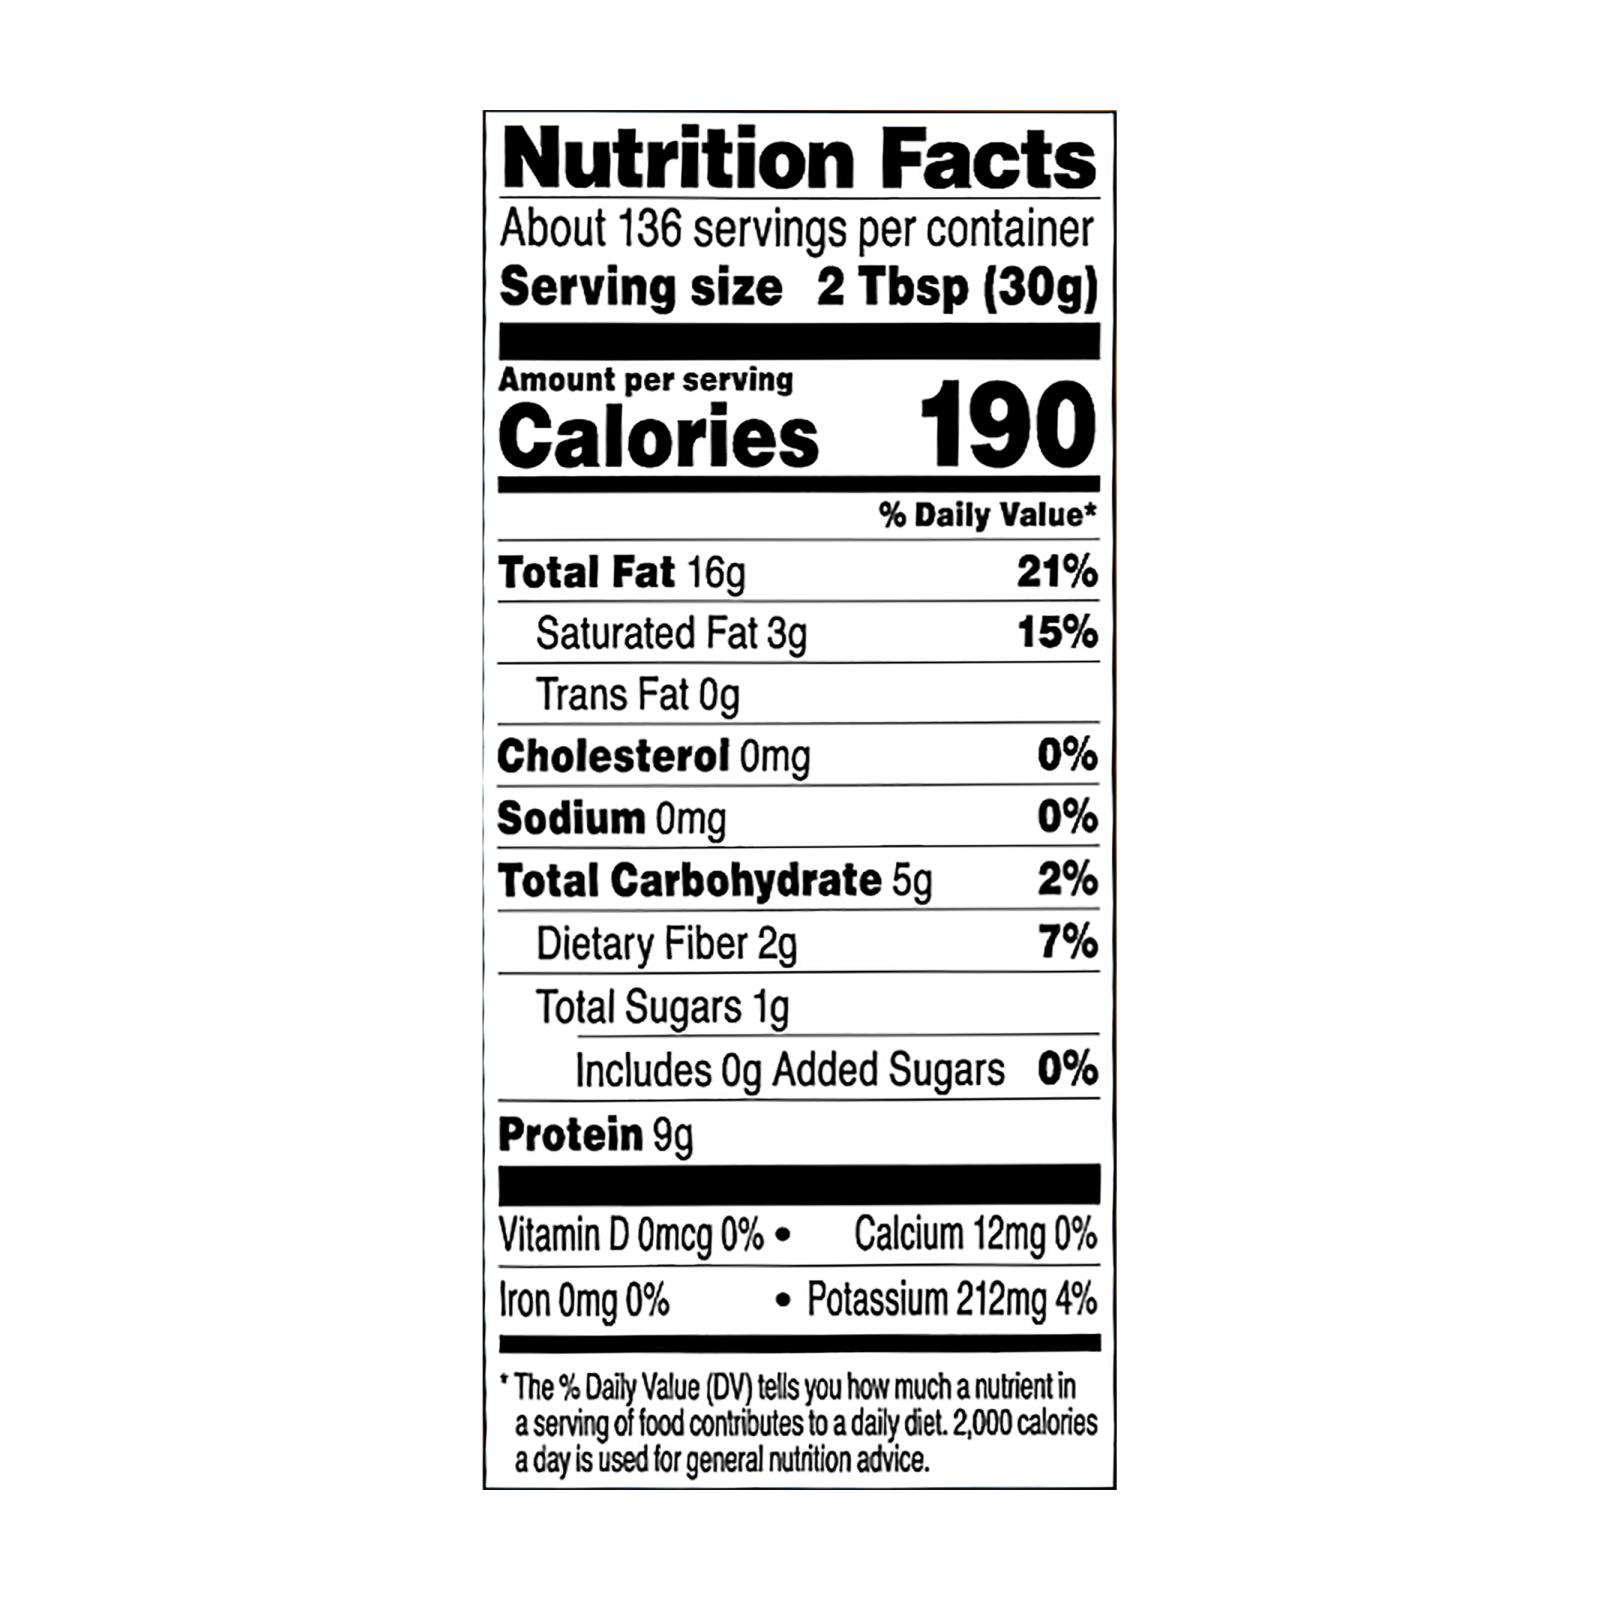 Nutrition Facts
About 136 servings per container
Serving size 2 Tbsp (30g)
Amount per serving
Calories 190
% Daily Value*
Total Fat 16g 21%
Saturated Fat 3g 15%
Trans Fat 0g
Cholesterol 0mg 0%
Sodium 0mg 0%
Total Carbohydrate 5g 2%
Dietary Fiber 2g 7%
Total Sugars 1g
Includes 0g Added Sugars 0%
Protein 9g
Vitamin D 0mcg 0% • Calcium 12mg 0%
Iron 0mg 0% • Potassium 212mg 4%
* The % Daily Value (DV) tells you how much a nutrient in
a serving of food contributes to a daily diet. 2,000 calories
a day is used for general nutrition advice.